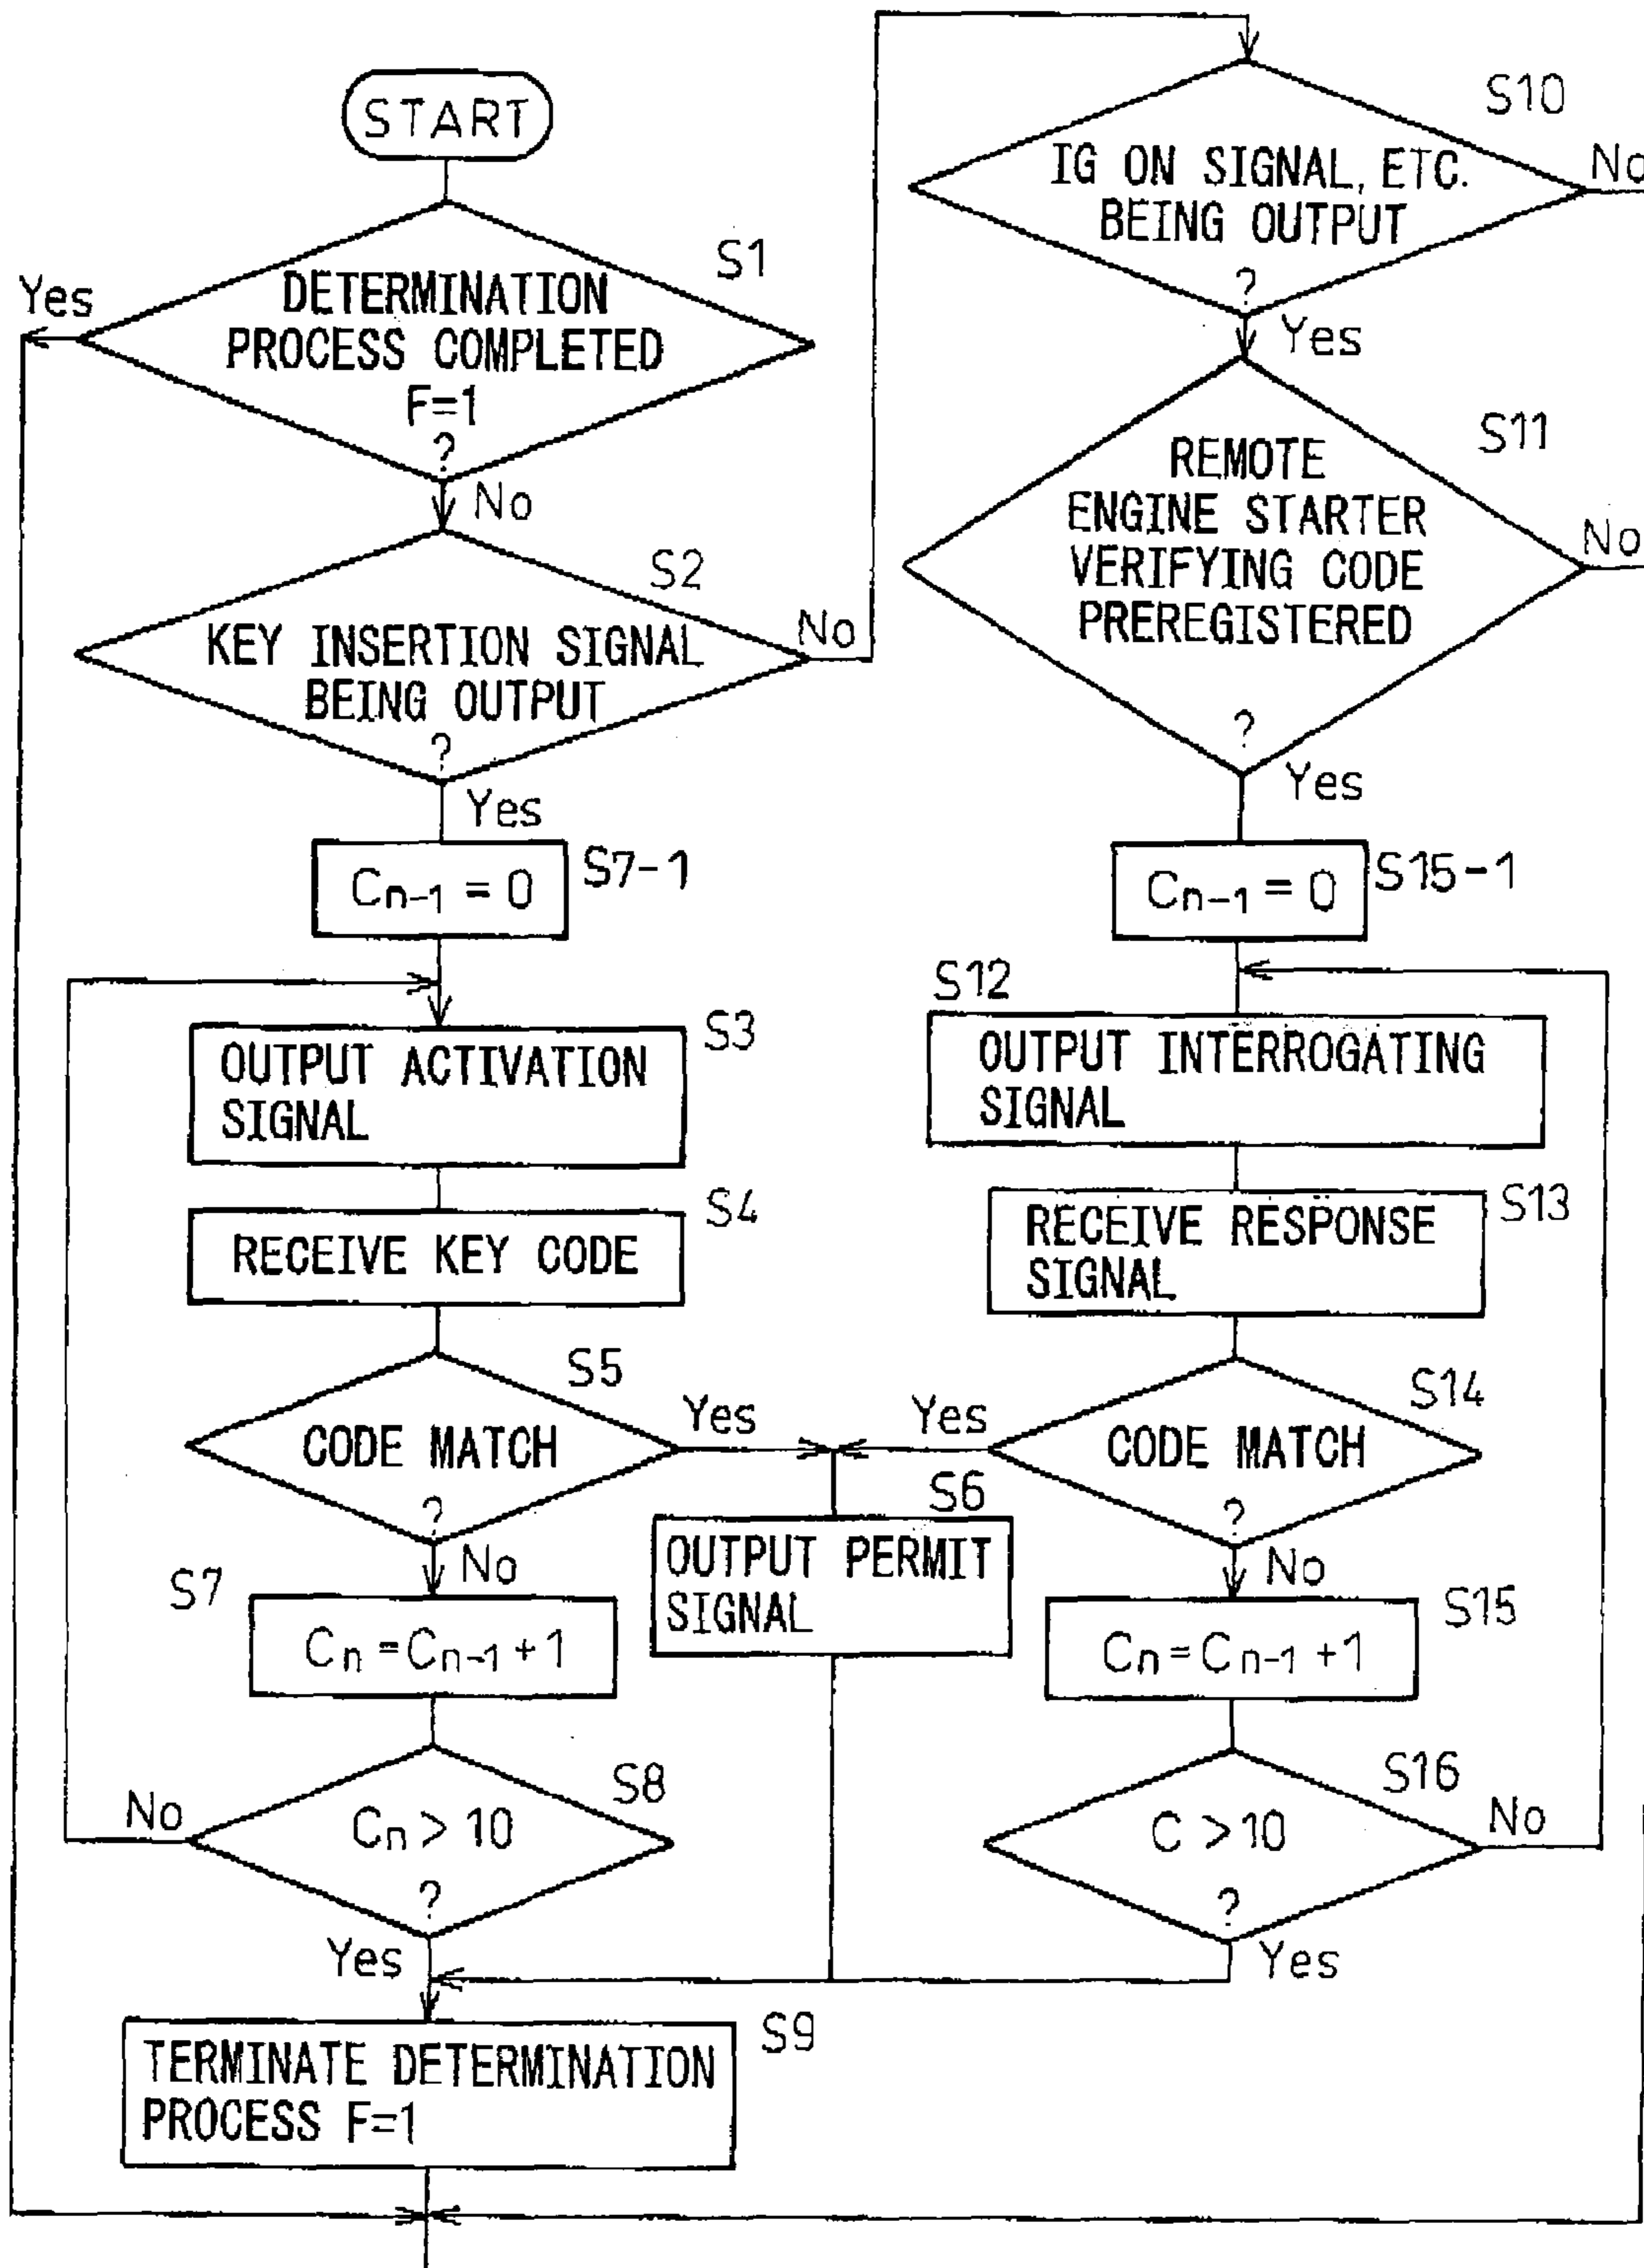 START
S1
Yes
DETERMINATION
PROCESS COMPLETED
F=1
?
No
S2
KEY INSERTION SIGNAL
BEING OUTPUT
?
No
Yes
Cn-1 = 0
S7-1
S3
OUTPUT ACTIVATION
SIGNAL
S4
RECEIVE KEY CODE
S5
CODE MATCH
?
Yes
No
S6
OUTPUT PERMIT
SIGNAL
S7
Cn = Cn-1 + 1
S8
Cn > 10
?
No
Yes
S9
TERMINATE DETERMINATION
PROCESS F=1
S10
IG ON SIGNAL, ETC.
BEING OUTPUT
?
No
Yes
S11
REMOTE
ENGINE STARTER
VERIFYING CODE
PREREGISTERED
?
No
Yes
Cn-1 = 0
S15-1
S12
OUTPUT INTERROGATING
SIGNAL
S13
RECEIVE RESPONSE
SIGNAL
S14
Yes
CODE MATCH
?
No
S15
Cn = Cn-1 + 1
S16
C > 10
?
No
Yes